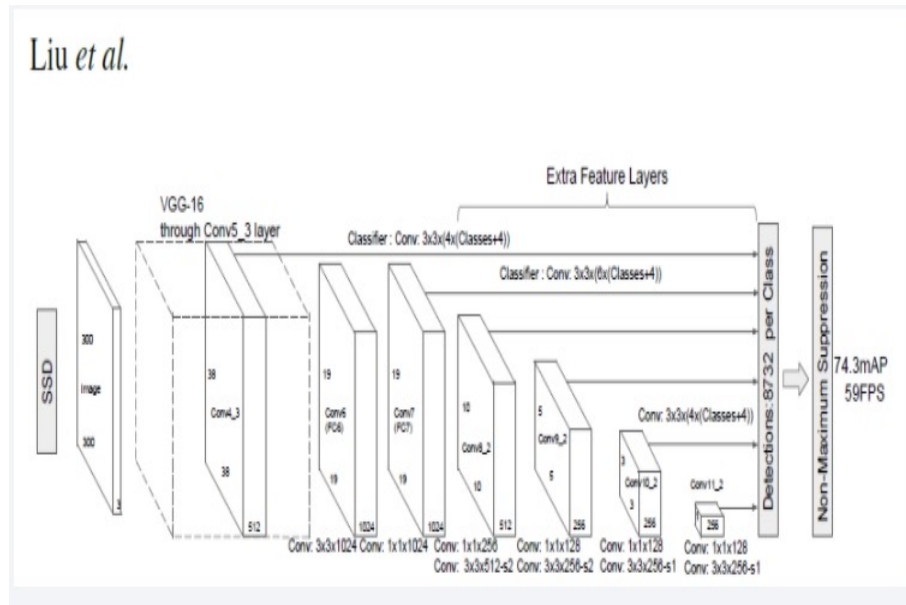 Liu et al.
Extra Feature Layers
VGG-16
through Conv5_3 layer
Classifier : Conv: 3x3x(4x(Classes+4))
Classifier : Conv: 3x3x(6x(Classes+4))
SSD
300
Image
300
3
38
Conv4_3
38
512
19
Conv6
(FC6)
19
1024
19
Conv7
(FC7)
19
1024
10
Conv8_2
10
512
5
Conv9_2
5
256
Conv: 3x3x(4x(Classes+4))
3
Conv10_2
3
256
Conv11_2
256
Detections:8732 per Class
Non-Maximum Suppression
74.3mAP
59FPS
Conv: 3x3x1024
Conv: 1x1x1024
Conv: 1x1x256
Conv: 3x3x512-s2
Conv: 1x1x128
Conv: 3x3x256-s2
Conv: 1x1x128
Conv: 3x3x256-s1
Conv: 1x1x128
Conv: 3x3x256-s1